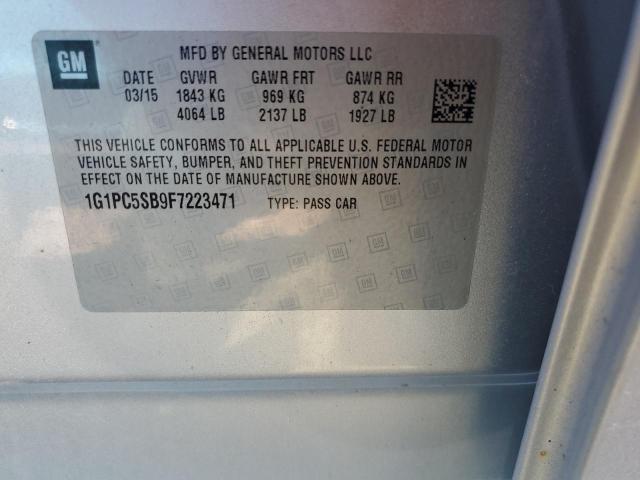 GM
MFD BY GENERAL MOTORS LLC
DATE GVWR GAWR FRT GAWR RR
03/15 1843 KG 969 KG 874 KG
4064 LB 2137 LB 1927 LB
THIS VEHICLE CONFORMS TO ALL APPLICABLE U.S. FEDERAL MOTOR
VEHICLE SAFETY, BUMPER, AND THEFT PREVENTION STANDARDS IN
EFFECT ON THE DATE OF MANUFACTURE SHOWN ABOVE.
1G1PC5SB9F7223471 TYPE: PASS CAR